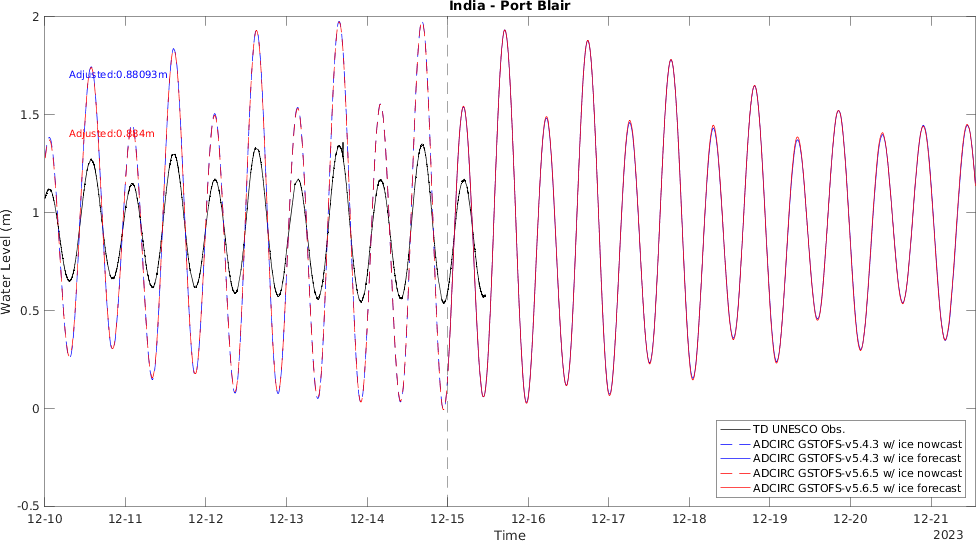 India - Port Blair
2
Adjusted:0.88093m
1.5
Adjusted:0.884m
1
Water Level (m)
0.5
0
TD UNESCO Obs.
ADCIRC GSTOFS-v5.4.3 w/ ice nowcast
ADCIRC GSTOFS-v5.4.3 w/ ice forecast
ADCIRC GSTOFS-v5.6.5 w/ ice nowcast
ADCIRC GSTOFS-v5.6.5 w/ ice forecast
-0.5
12-10 12-11 12-12 12-13 12-14 12-15 12-16 12-17 12-18 12-19 12-20 12-21
Time
2023